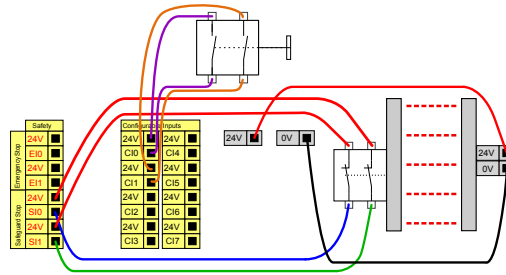 Safety
Emergency Stop
24V
EI0
24V
EI1
Safeguard Stop
24V
SI0
24V
SI1
Configurable Inputs
24V 24V
CI0 CI4
24V 24V
CI1 CI5
24V 24V
CI2 CI6
24V 24V
CI3 CI7
24V 0V
24V
0V